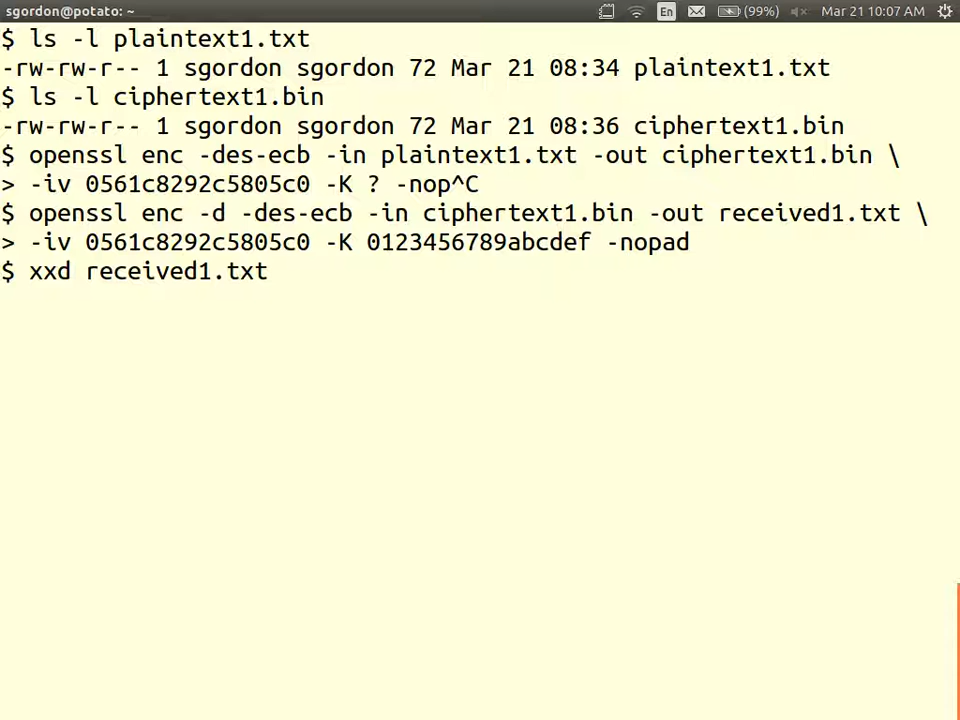 sgordon@potato: ~
En
(99%)
Mar 21 10:07 AM
$ ls -l plaintext1.txt
-rw-rw-r-- 1 sgordon sgordon 72 Mar 21 08:34 plaintext1.txt
$ ls -l ciphertext1.bin
-rw-rw-r-- 1 sgordon sgordon 72 Mar 21 08:36 ciphertext1.bin
$ openssl enc -des-ecb -in plaintext1.txt -out ciphertext1.bin \
> -iv 0561c8292c5805c0 -K ? -nop^C
$ openssl enc -d -des-ecb -in ciphertext1.bin -out received1.txt \
> -iv 0561c8292c5805c0 -K 0123456789abcdef -nopad
$ xxd received1.txt